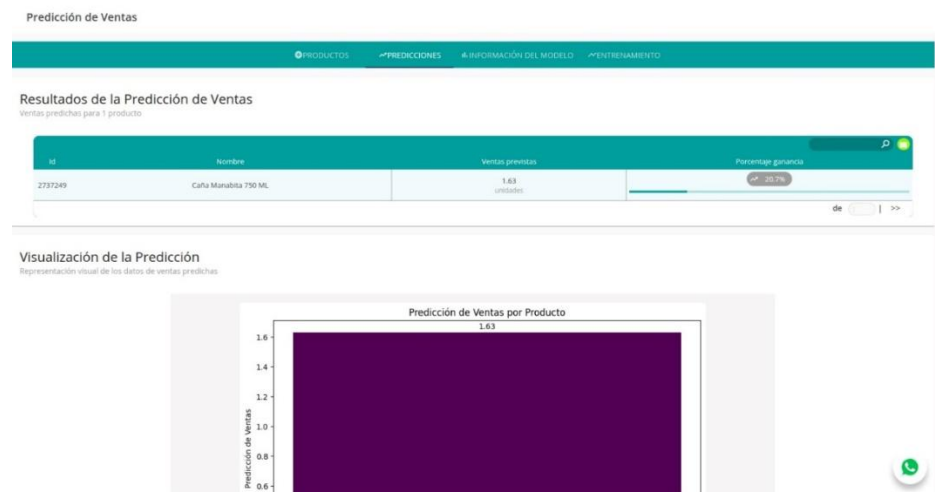 Predicción de Ventas
PRODUCTOS PREDICCIONES INFORMACIÓN DEL MODELO ENTRENAMIENTO
Resultados de la Predicción de Ventas
Ventas predichas para 1 producto
Id Nombre Ventas previstas Porcentaje ganancia
2737249 Caña Manabita 750 ML 1.63 20.7%
unidades
de | >>
Visualización de la Predicción
Representación visual de los datos de ventas predichas
Predicción de Ventas por Producto
1.63
1.6
1.4
1.2
1.0
0.8
0.6
Predicción de Ventas